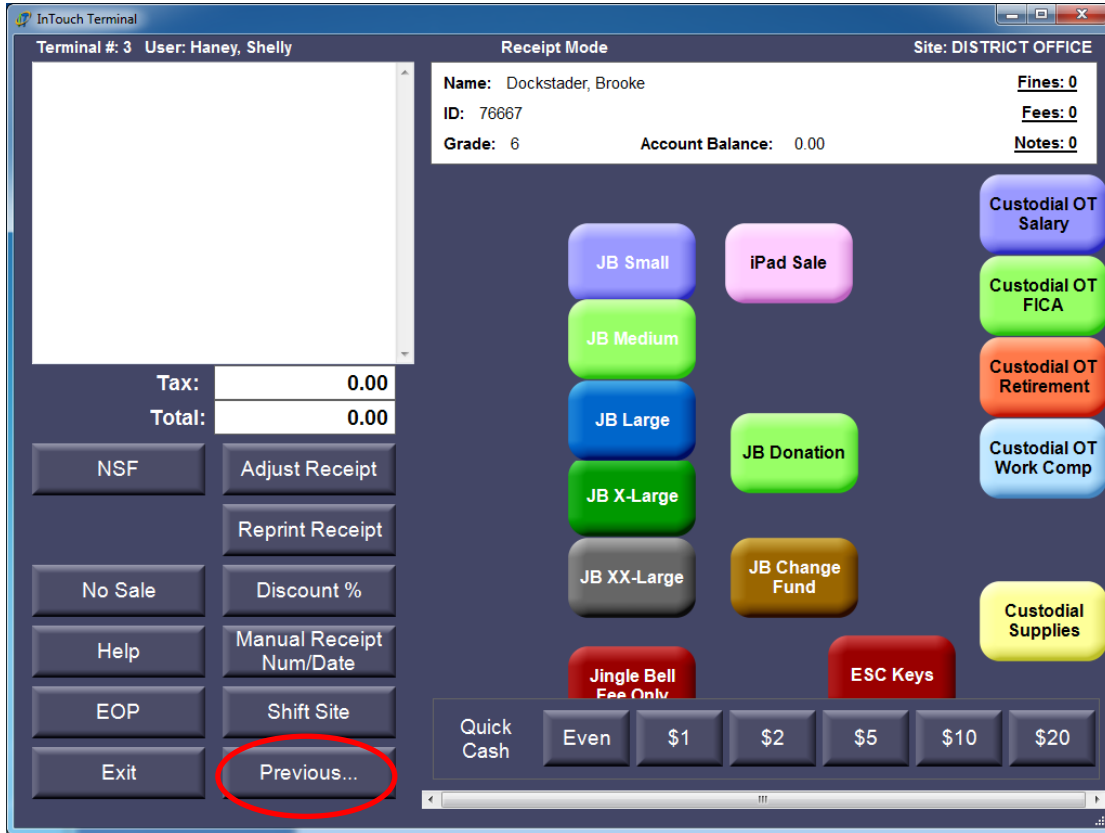 InTouch Terminal
Terminal #: 3 User: Haney, Shelly
Receipt Mode
Site: DISTRICT OFFICE
Name: Dockstader, Brooke
Fines: 0
ID: 76667
Fees: 0
Grade: 6
Account Balance: 0.00
Notes: 0
Tax: 0.00
Total: 0.00
NSF
Adjust Receipt
Reprint Receipt
No Sale
Discount %
Help
Manual Receipt
Num/Date
EOP
Shift Site
Exit
Previous...
JB Small
iPad Sale
JB Medium
JB Large
JB Donation
JB X-Large
JB XX-Large
JB Change
Fund
Jingle Bell
Fee Only
ESC Keys
Custodial OT
Salary
Custodial OT
FICA
Custodial OT
Retirement
Custodial OT
Work Comp
Custodial
Supplies
Quick
Cash
Even
$1
$2
$5
$10
$20